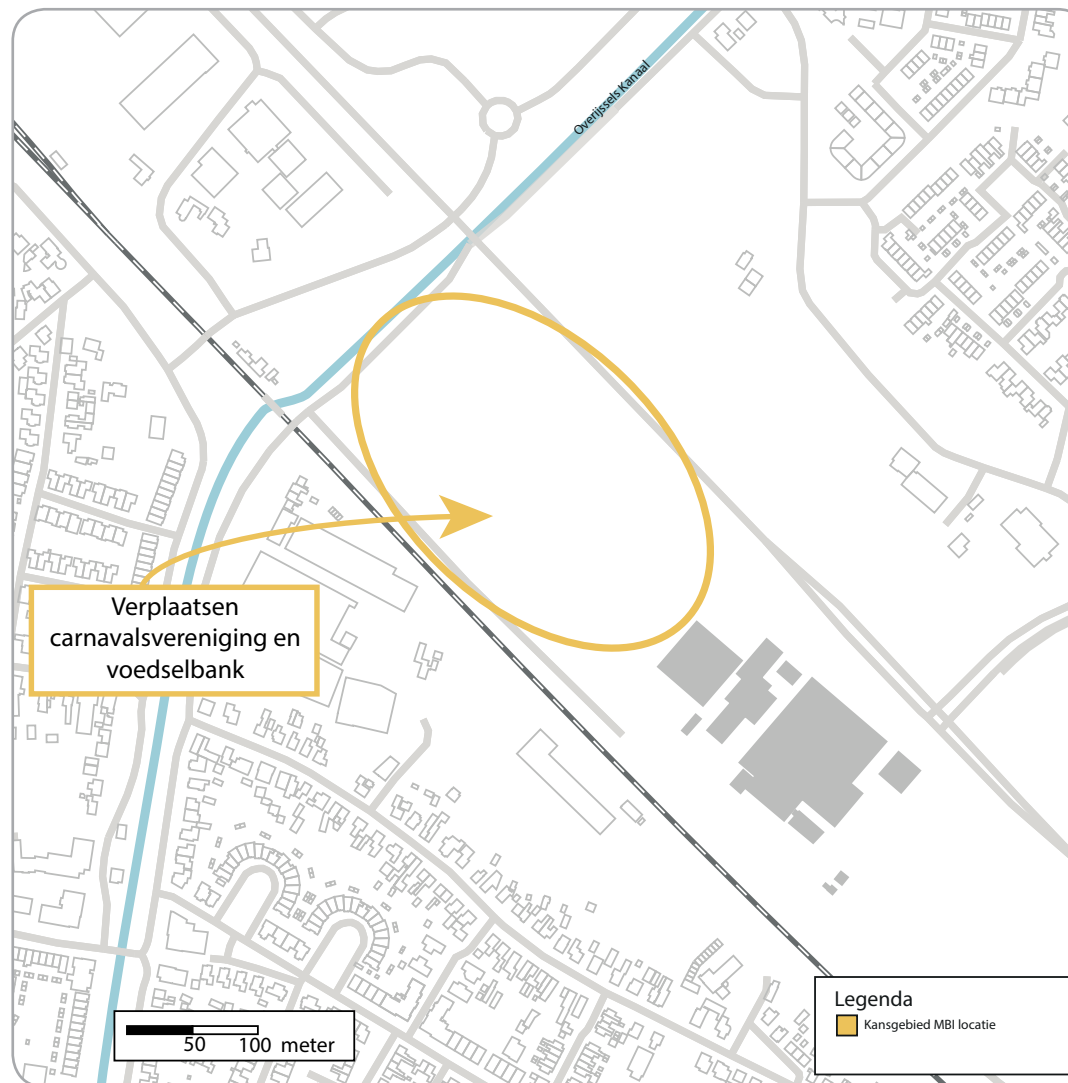 Overijssels Kanaal
Verplaatsen
carnavalsvereniging en
voedselbank
50 100 meter
Legenda
Kansgebied MBI locatie